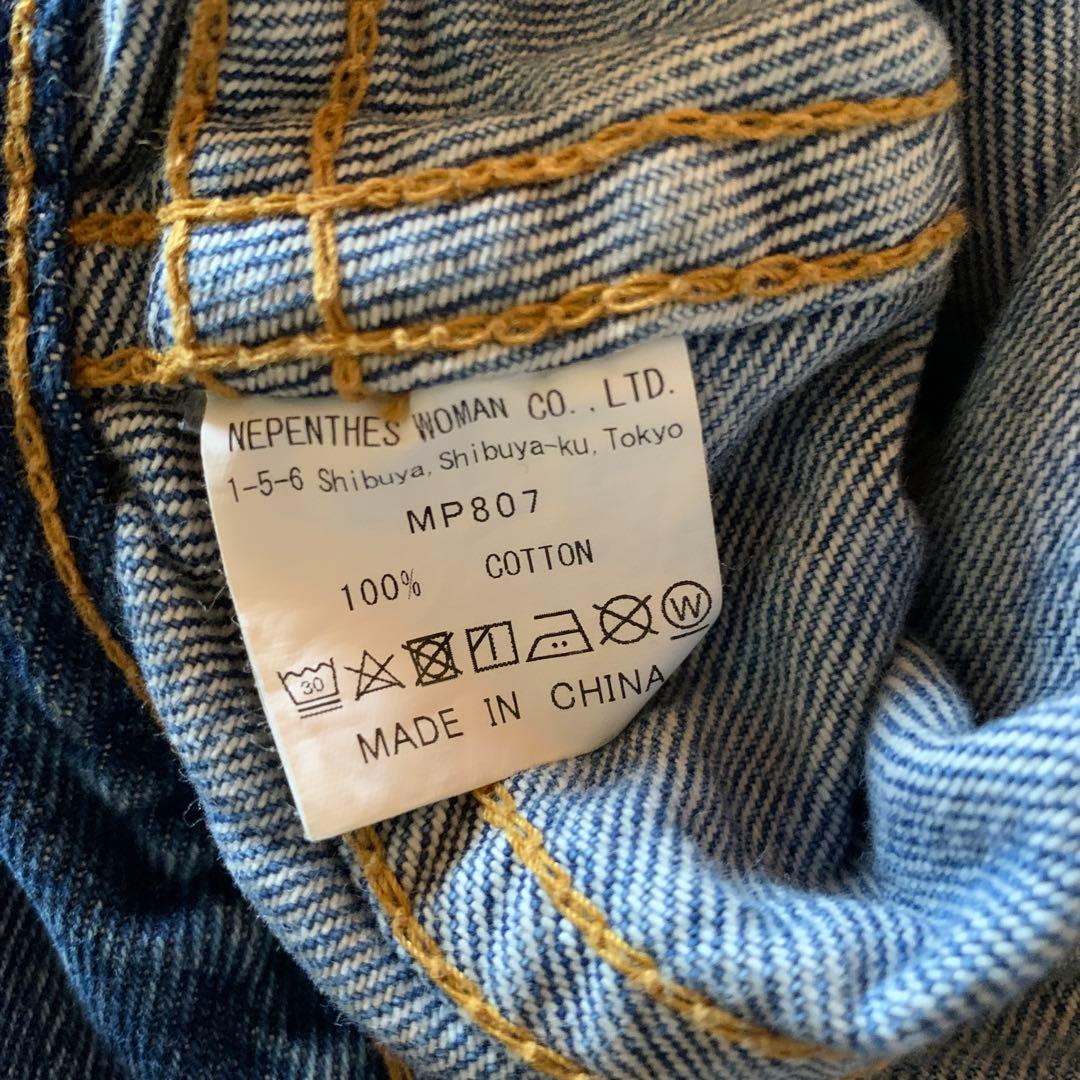 NEPENTHES WOMAN CO.,LTD.
1-5-6 Shibuya, Shibuya-ku, Tokyo
MP807
100% COTTON
30 W
MADE IN CHINA